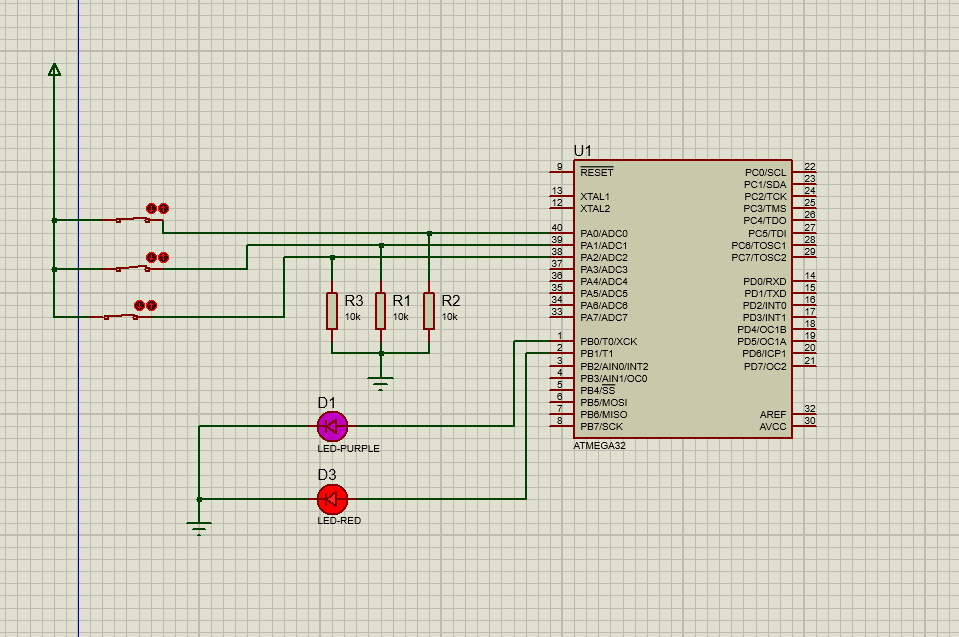 U1
9 RESET PC0/SCL 22
PC1/SDA 23
13 XTAL1 PC2/TCK 24
12 XTAL2 PC3/TMS 25
PC4/TDO 26
40 PA0/ADC0 PC5/TDI 27
39 PA1/ADC1 PC6/TOSC1 28
38 PA2/ADC2 PC7/TOSC2 29
37 PA3/ADC3
36 PA4/ADC4 PD0/RXD 14
35 PA5/ADC5 PD1/TXD 15
34 PA6/ADC6 PD2/INT0 16
33 PA7/ADC7 PD3/INT1 17
PD4/OC1B 18
1 PB0/T0/XCK PD5/OC1A 19
2 PB1/T1 PD6/ICP1 20
3 PB2/AIN0/INT2 PD7/OC2 21
4 PB3/AIN1/OC0
5 PB4/SS
6 PB5/MOSI
7 PB6/MISO AREF 32
8 PB7/SCK AVCC 30
ATMEGA32
R3
10k
R1
10k
R2
10k
D1
LED-PURPLE
D3
LED-RED